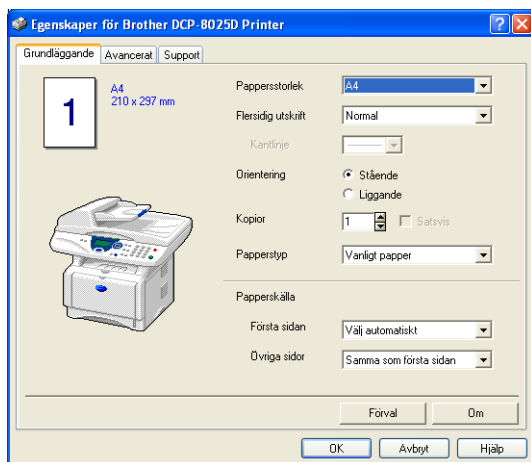 Egenskaper för Brother DCP-8025D Printer
Grundläggande Avancerat Support
1
A4
210 x 297 mm
Pappersstorlek A4
Flersidig utskrift Normal
Kantlinje
Orientering Stående
Liggande
Kopior 1 Satsvis
Papperstyp Vanligt papper
Papperskälla
Första sidan Välj automatiskt
Övriga sidor Samma som första sidan
Förval Om
OK Avbryt Hjälp